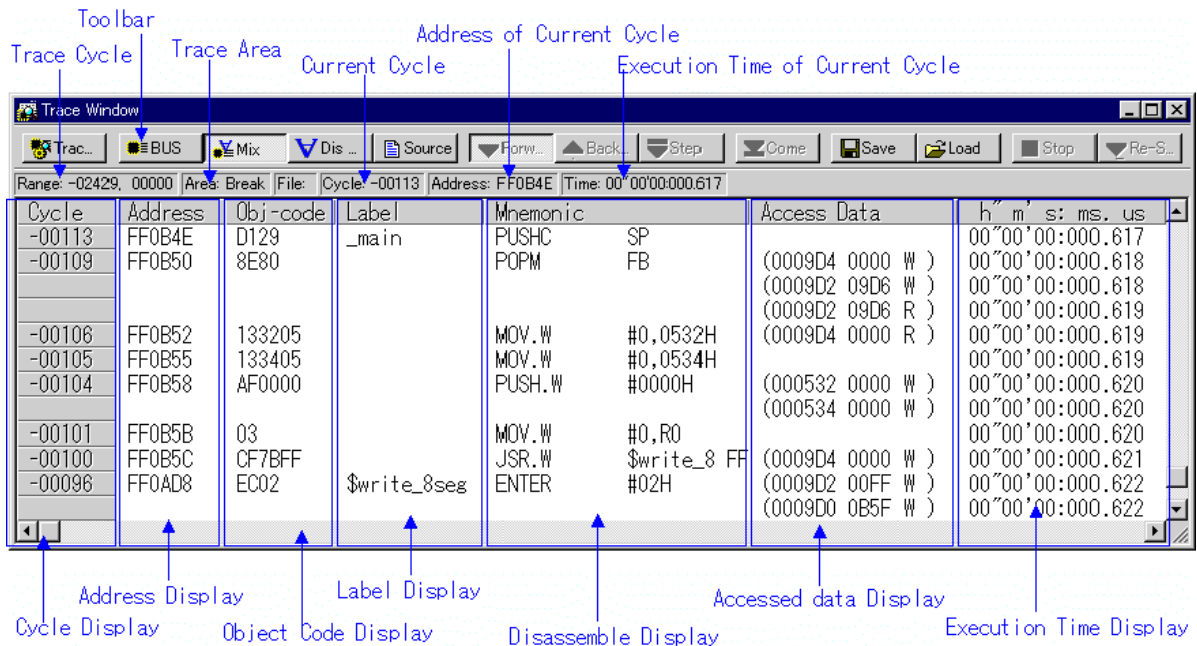 Toolbar
Address of Current Cycle
Trace Cycle
Trace Area
Current Cycle
Execution Time of Current Cycle
Trace Window
Trac... BUS Mix Dis ... Source Forw... Back... Step Come Save Load Stop Re-S...
Range: -02429, 00000 Area: Break File: Cycle: -00113 Address: FF0B4E Time: 00"00'00:000.617
Cycle Address Obj-code Label Mnemonic Access Data h" m' s: ms. us
-00113 FF0B4E D129 _main PUSHC SP 00"00'00:000.617
-00109 FF0B50 8E80 POPM FB (0009D4 0000 W ) 00"00'00:000.618
(0009D2 09D6 W ) 00"00'00:000.618
(0009D2 09D6 R ) 00"00'00:000.619
-00106 FF0B52 133205 MOV.W #0,0532H (0009D4 0000 R ) 00"00'00:000.619
-00105 FF0B55 133405 MOV.W #0,0534H 00"00'00:000.619
-00104 FF0B58 AF0000 PUSH.W #0000H (000532 0000 W ) 00"00'00:000.620
(000534 0000 W ) 00"00'00:000.620
-00101 FF0B5B 03 MOV.W #0,R0 00"00'00:000.620
-00100 FF0B5C CF7BFF JSR.W $write_8 FF (0009D4 0000 W ) 00"00'00:000.621
-00096 FF0AD8 EC02 $write_8seg ENTER #02H (0009D2 00FF W ) 00"00'00:000.622
(0009D0 0B5F W ) 00"00'00:000.622
Address Display
Label Display
Accessed data Display
Cycle Display
Object Code Display
Disassemble Display
Execution Time Display